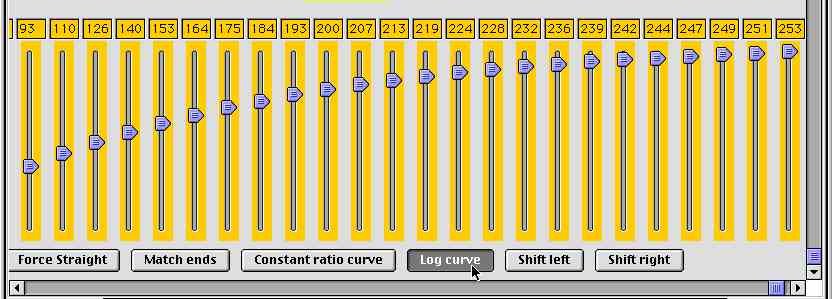 93 110 126 140 153 164 175 184 193 200 207 213 219 224 228 232 236 239 242 244 247 249 251 253
Force Straight Match ends Constant ratio curve Log curve Shift left Shift right